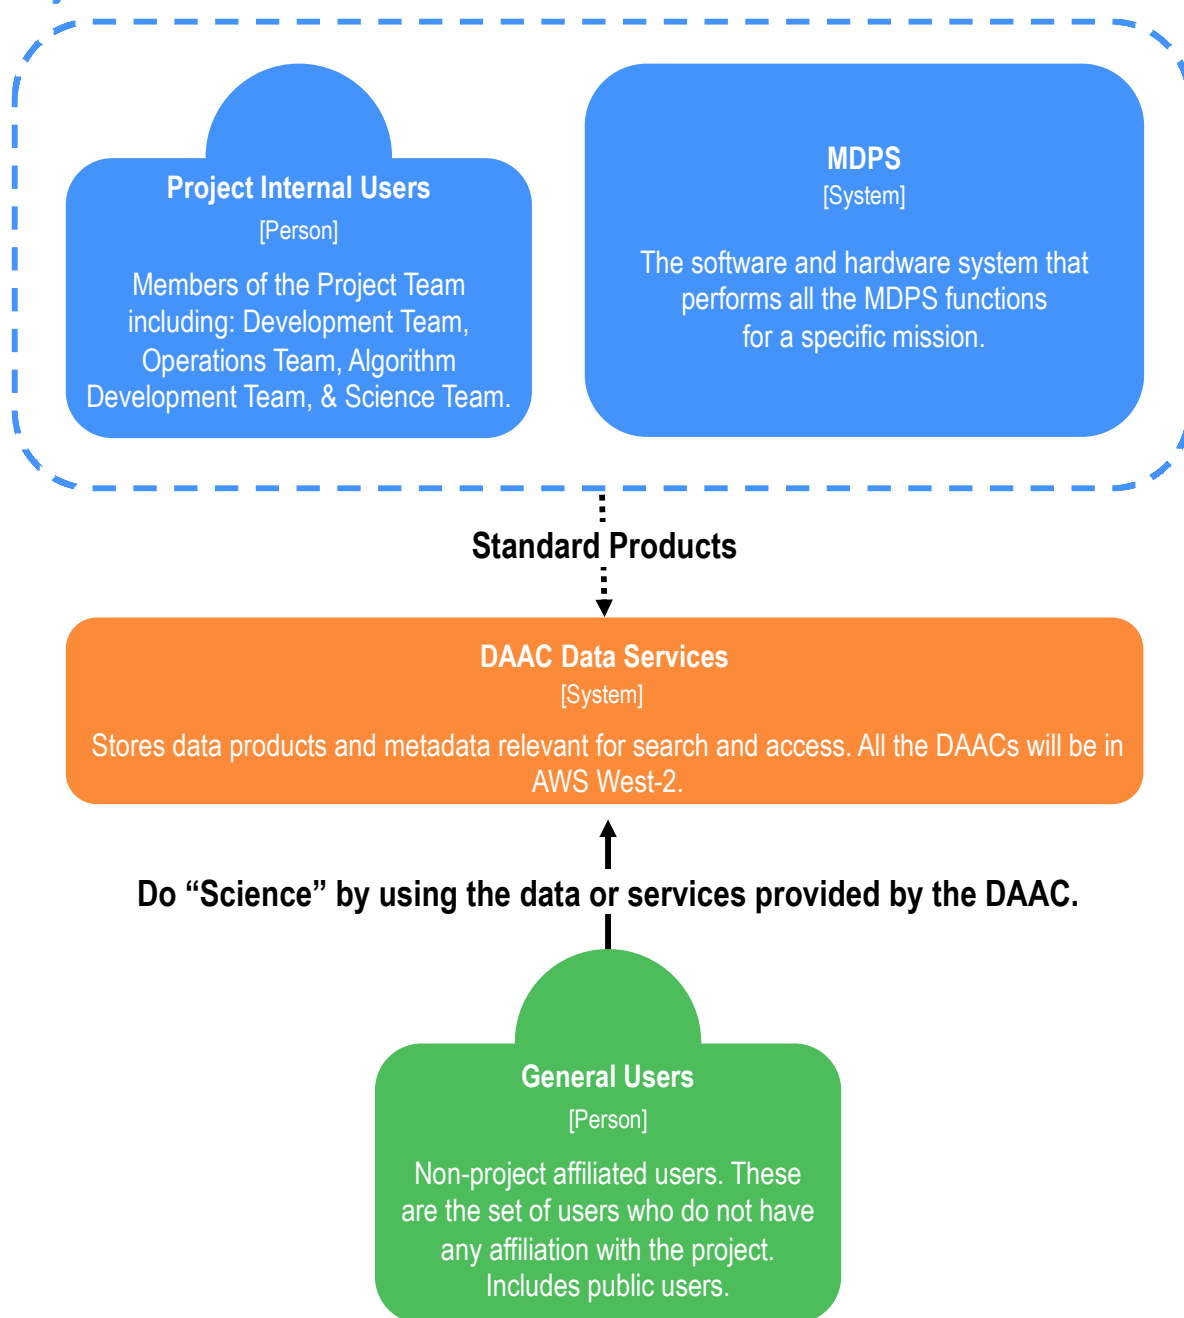 Project Internal Users
[Person]
Members of the Project Team
including: Development Team,
Operations Team, Algorithm
Development Team, & Science Team.
MDPS
[System]
The software and hardware system that
performs all the MDPS functions
for a specific mission.
Standard Products
DAAC Data Services
[System]
Stores data products and metadata relevant for search and access. All the DAACs will be in
AWS West-2.
Do “Science” by using the data or services provided by the DAAC.
General Users
[Person]
Non-project affiliated users. These
are the set of users who do not have
any affiliation with the project.
Includes public users.